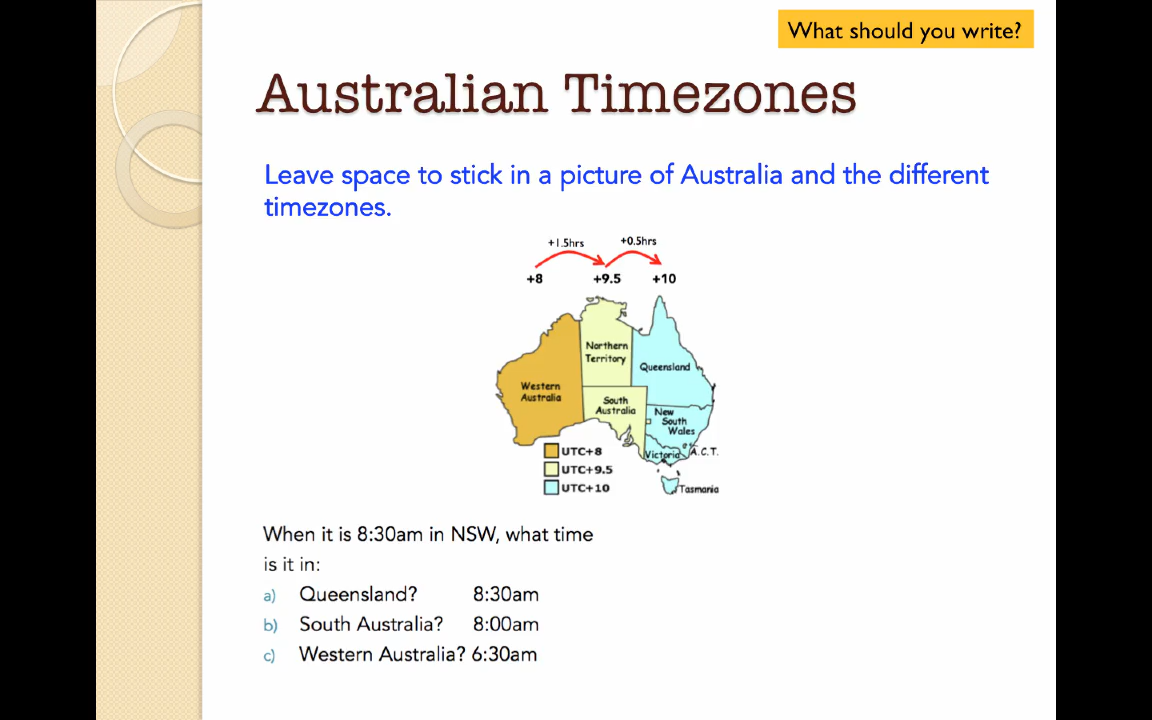 What should you write?
Australian Timezones
Leave space to stick in a picture of Australia and the different
timezones.
+1.5hrs +0.5hrs
+8 +9.5 +10
Northern
Territory
Queensland
Western
Australia
South
Australia
New
South
Wales
Victoria
A.C.T.
UTC+8
UTC+9.5
UTC+10
Tasmania
When it is 8:30am in NSW, what time
is it in:
a) Queensland? 8:30am
b) South Australia? 8:00am
c) Western Australia? 6:30am